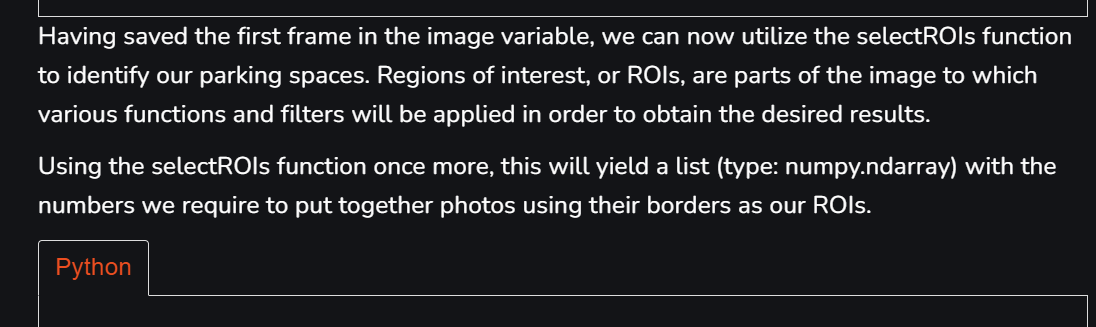 Having saved the first frame in the image variable, we can now utilize the selectROIs function
to identify our parking spaces. Regions of interest, or ROIs, are parts of the image to which
various functions and filters will be applied in order to obtain the desired results.
Using the selectROIs function once more, this will yield a list (type: numpy.ndarray) with the
numbers we require to put together photos using their borders as our ROIs.
Python